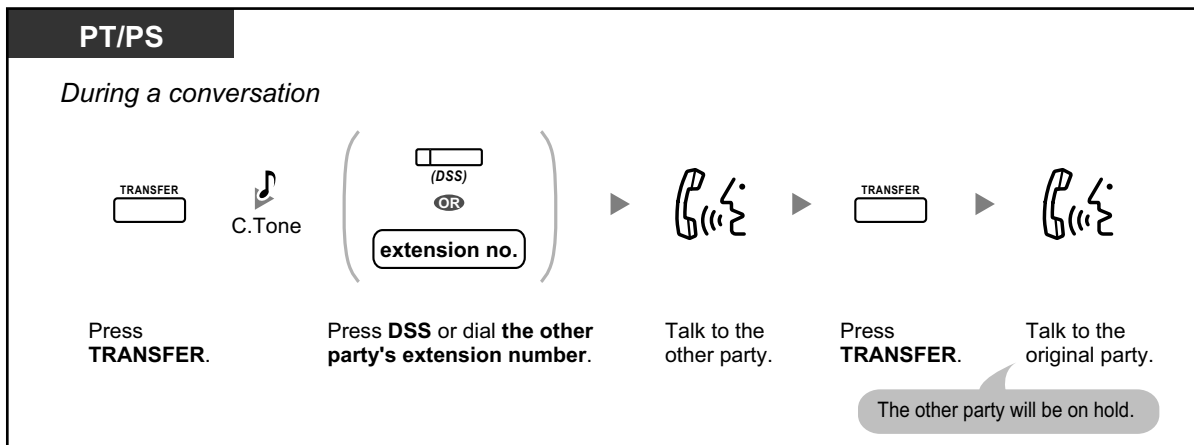 PT/PS
During a conversation
TRANSFER
C.Tone
(DSS)
OR
extension no.
TRANSFER
Press
TRANSFER.
Press DSS or dial the other
party's extension number.
Talk to the
other party.
Press
TRANSFER.
Talk to the
original party.
The other party will be on hold.